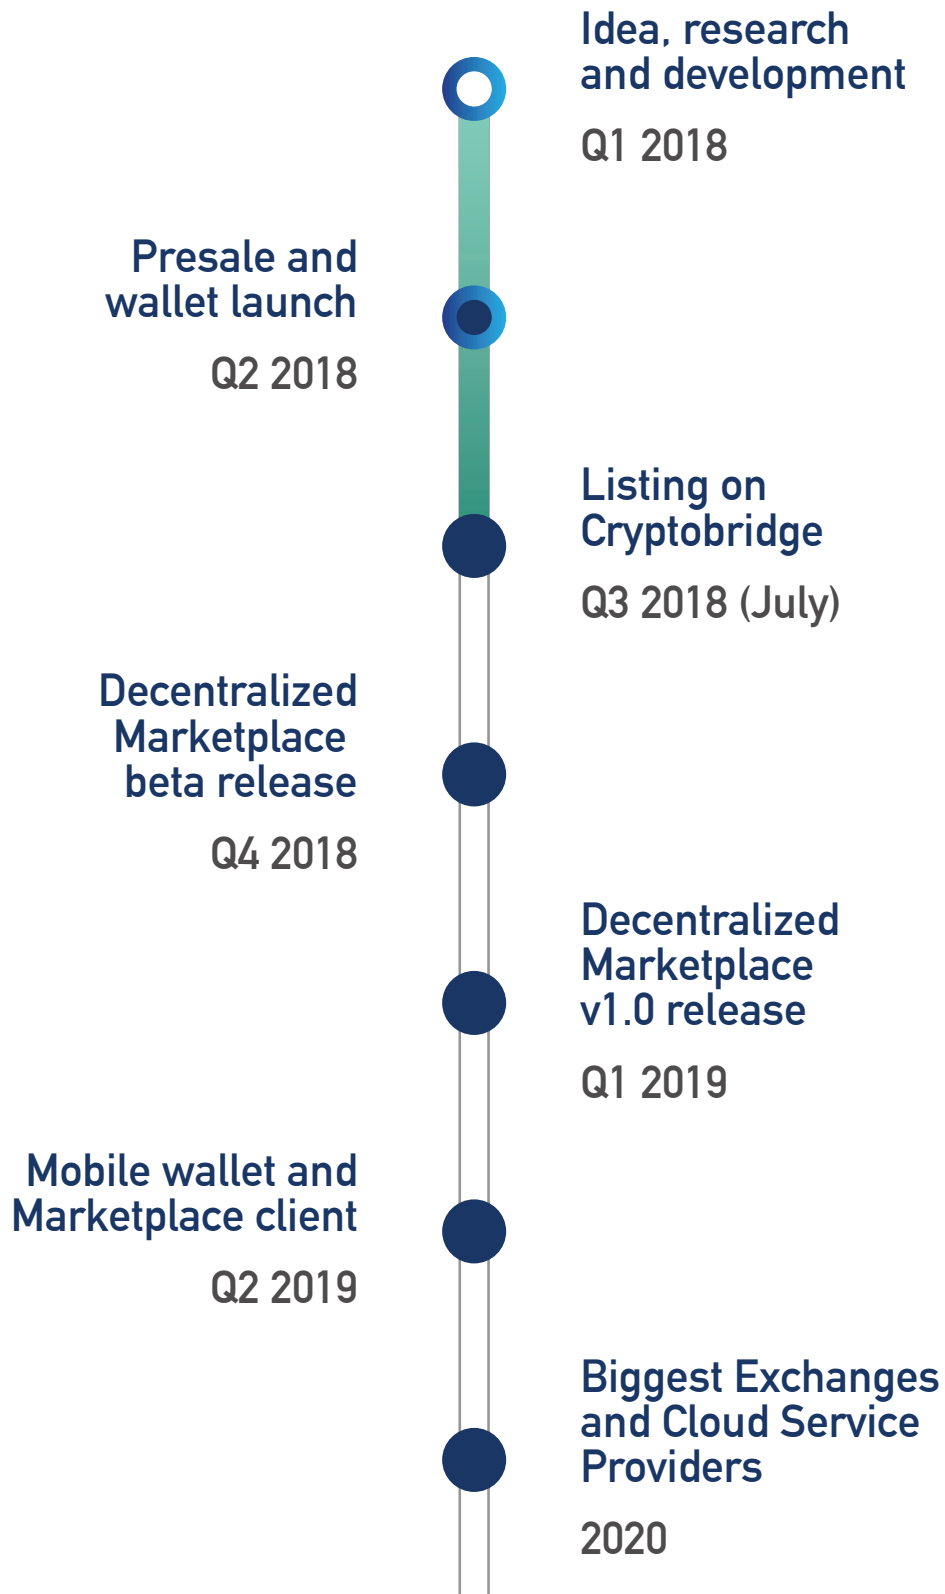 Idea, research
and development
Q1 2018
Presale and
wallet launch
Q2 2018
Listing on
Cryptobridge
Q3 2018 (July)
Decentralized
Marketplace
beta release
Q4 2018
Decentralized
Marketplace
v1.0 release
Q1 2019
Mobile wallet and
Marketplace client
Q2 2019
Biggest Exchanges
and Cloud Service
Providers
2020